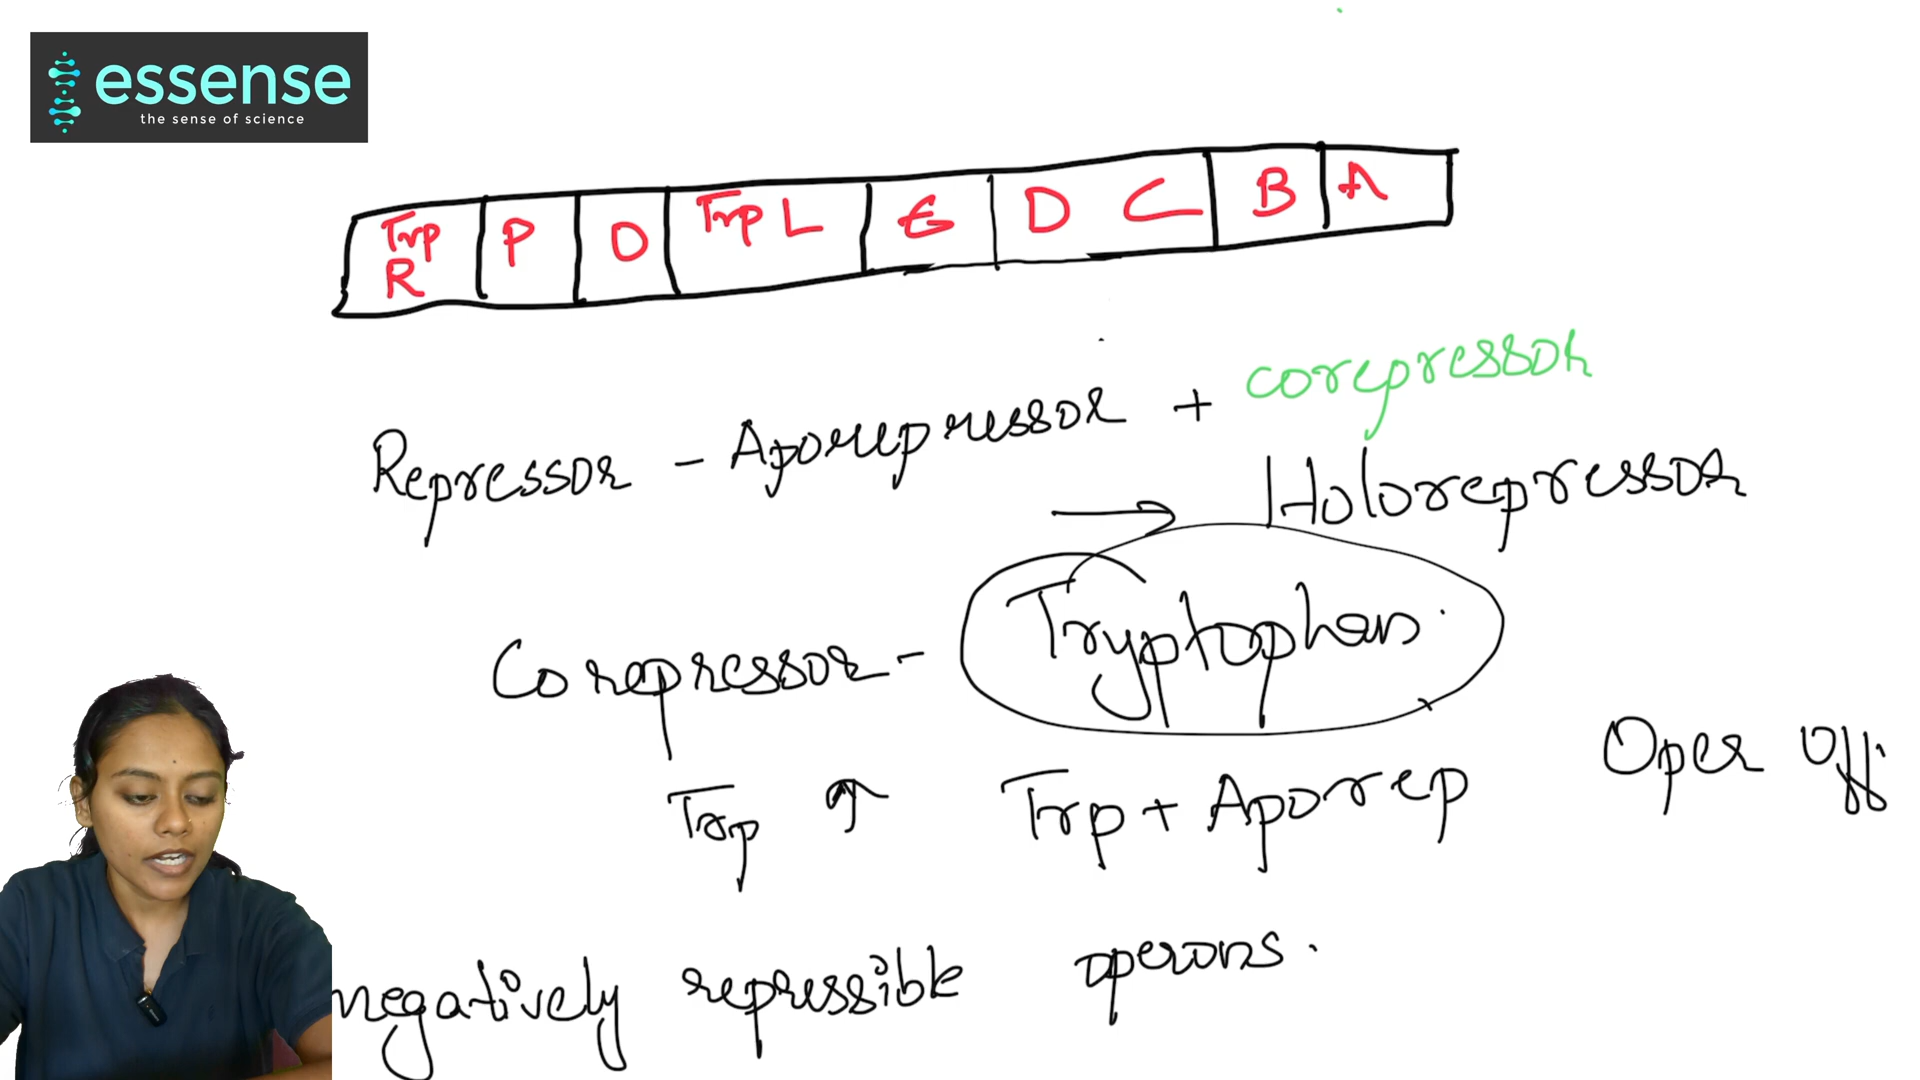 essense
the sense of science
Trp R P O Trp L E D C B A
Repressor - Aporepressor + corepressor
→ Holorepressor
Corepressor - Tryptophan.
Trp ↑ Trp + Aporep Oper Off.
negatively repressible operons.